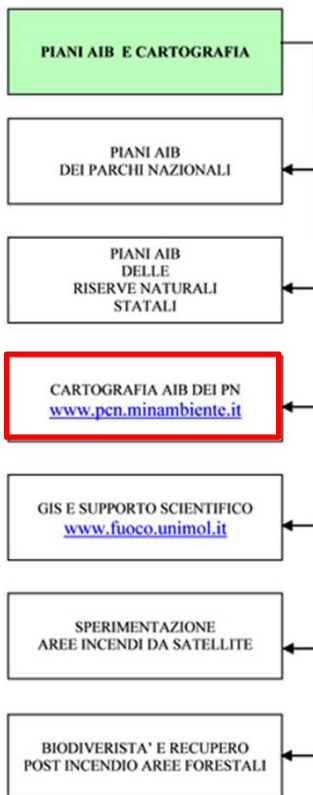 PIANI AIB E CARTOGRAFIA
PIANI AIB
DEI PARCHI NAZIONALI
PIANI AIB
DELLE
RISERVE NATURALI
STATALI
CARTOGRAFIA AIB DEI PN
www.pcn.minambiente.it
GIS E SUPPORTO SCIENTIFICO
www.fuoco.unimol.it
SPERIMENTAZIONE
AREE INCENDI DA SATELLITE
BIODIVERISTA' E RECUPERO
POST INCENDIO AREE FORESTALI